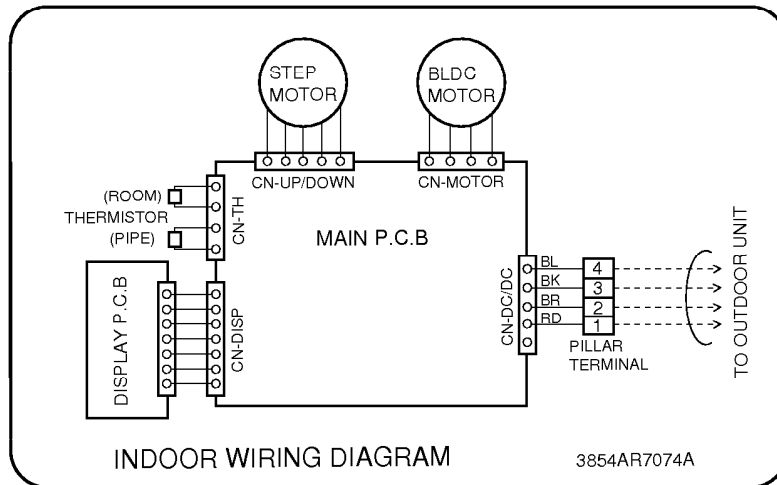 STEP
MOTOR
BLDC
MOTOR
CN-UP/DOWN
CN-MOTOR
(ROOM)
THERMISTOR
(PIPE)
CN-TH
MAIN P.C.B
DISPLAY P.C.B
CN-DISP
CN-DC/DC
BL
4
BK
3
BR
2
RD
1
PILLAR
TERMINAL
TO OUTDOOR UNIT
INDOOR WIRING DIAGRAM
3854AR7074A